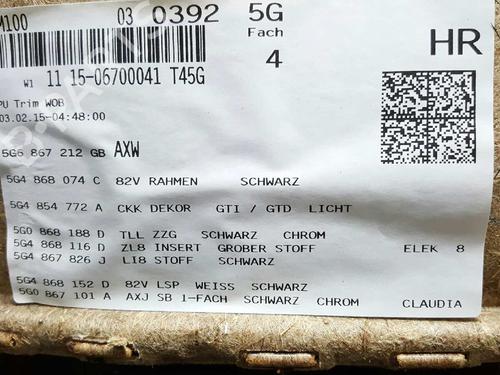 M100 03 0392 5G
Fach
4
HR
W1 11 15-06700041 T45G
PU Trim WOB
03.02.15-04:48:00
5G6 867 212 GB AXW
5G4 868 074 C 82V RAHMEN SCHWARZ
5G4 854 772 A CKK DEKOR GTI / GTD LICHT
5G0 868 188 D TLL ZZG SCHWARZ CHROM
5G4 868 116 D ZL8 INSERT GROBER STOFF ELEK 8
5G4 867 826 J LI8 STOFF SCHWARZ
5G4 868 152 D 82V LSP WEISS SCHWARZ
5G0 867 101 A AXJ SB 1-FACH SCHWARZ CHROM CLAUDIA